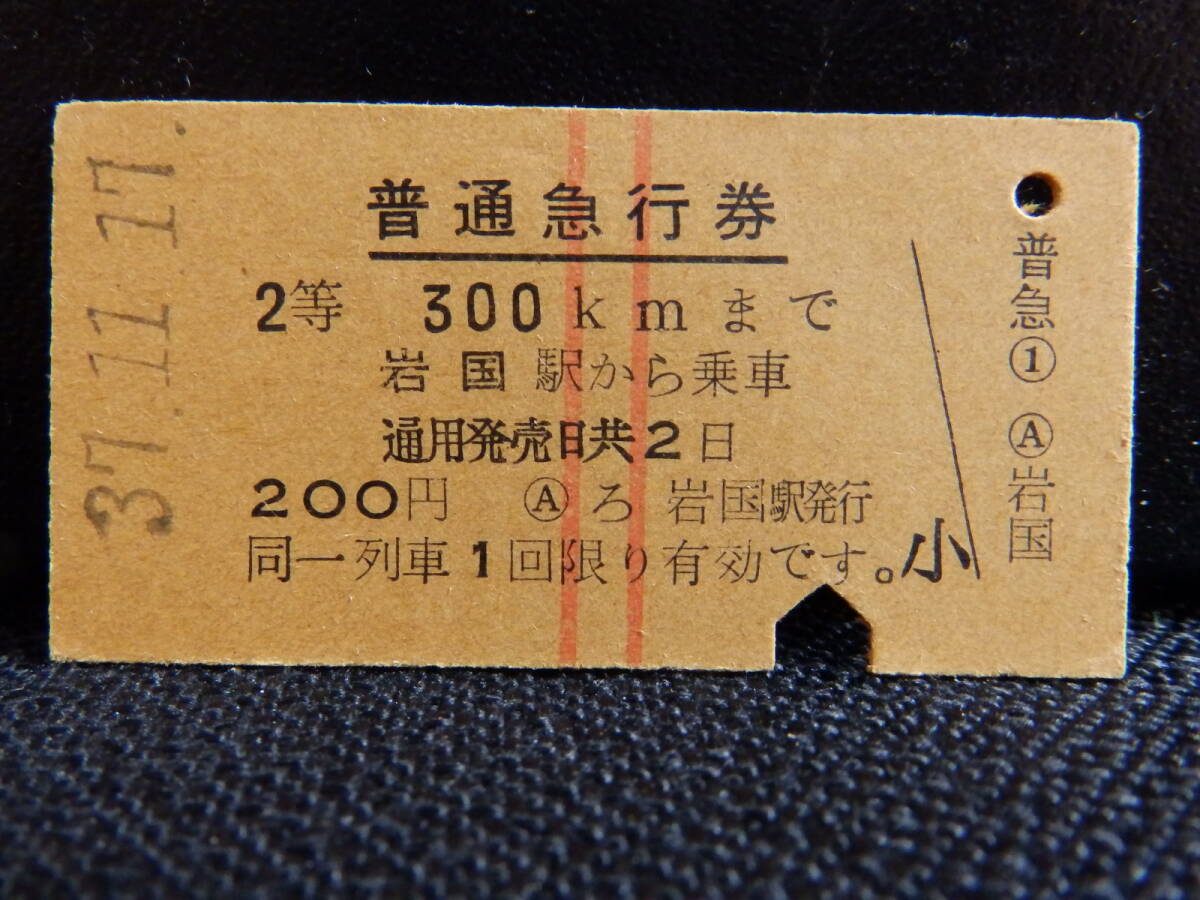 37.11.17.
普通急行券
2等 300kmまで
岩国駅から乗車
通用発売日共2日
200円 Ⓐろ 岩国駅発行
同一列車1回限り有効です。
小
普急① Ⓐ岩国